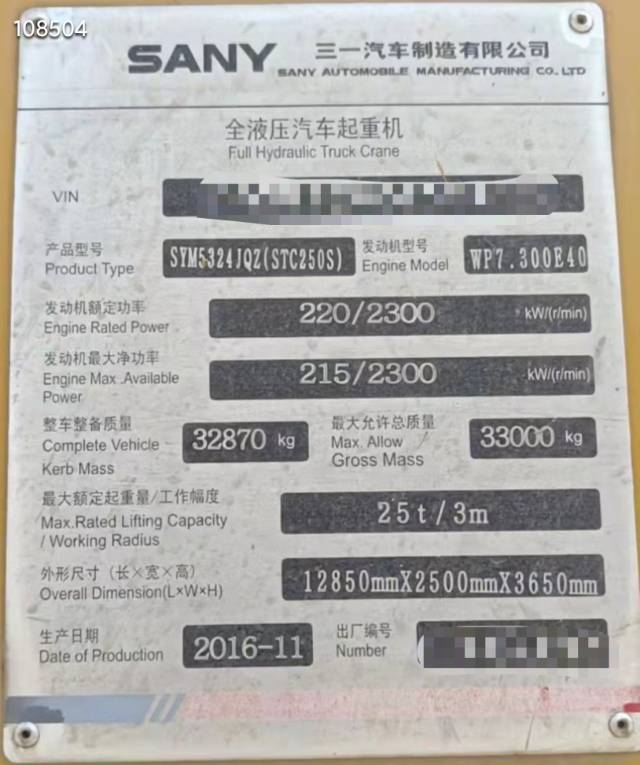 108504
SANY 三一汽车制造有限公司
SANY AUTOMOBILE MANUFACTURING CO.,LTD
全液压汽车起重机
Full Hydraulic Truck Crane
VIN
产品型号 SYM5324JQZ(STC250S) 发动机型号 WP7.300E40
Product Type Engine Model
发动机额定功率 220/2300 kW/(r/min)
Engine Rated Power
发动机最大净功率 215/2300 kW/(r/min)
Engine Max .Available
Power
整车整备质量 32870 kg 最大允许总质量 33000 kg
Complete Vehicle Max. Allow
Kerb Mass Gross Mass
最大额定起重量/工作幅度 25t/3m
Max.Rated Lifting Capacity
/ Working Radius
外形尺寸（长×宽×高） 12850mmX2500mmX3650mm
Overall Dimension(L×W×H)
生产日期 2016-11 出厂编号
Date of Production Number